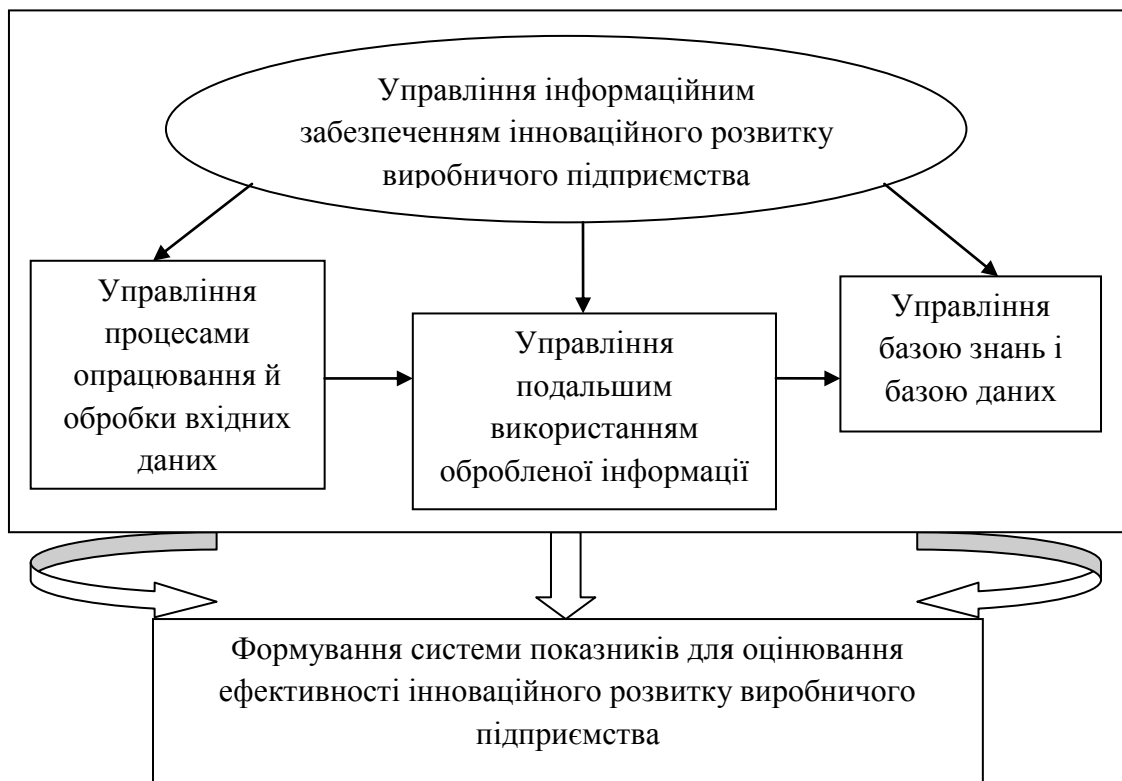 Управління інформаційним
забезпеченням інноваційного розвитку
виробничого підприємства
Управління
процесами
опрацювання й
обробки вхідних
даних
Управління
подальшим
використанням
обробленої інформації
Управління
базою знань і
базою даних
Формування системи показників для оцінювання
ефективності інноваційного розвитку виробничого
підприємства